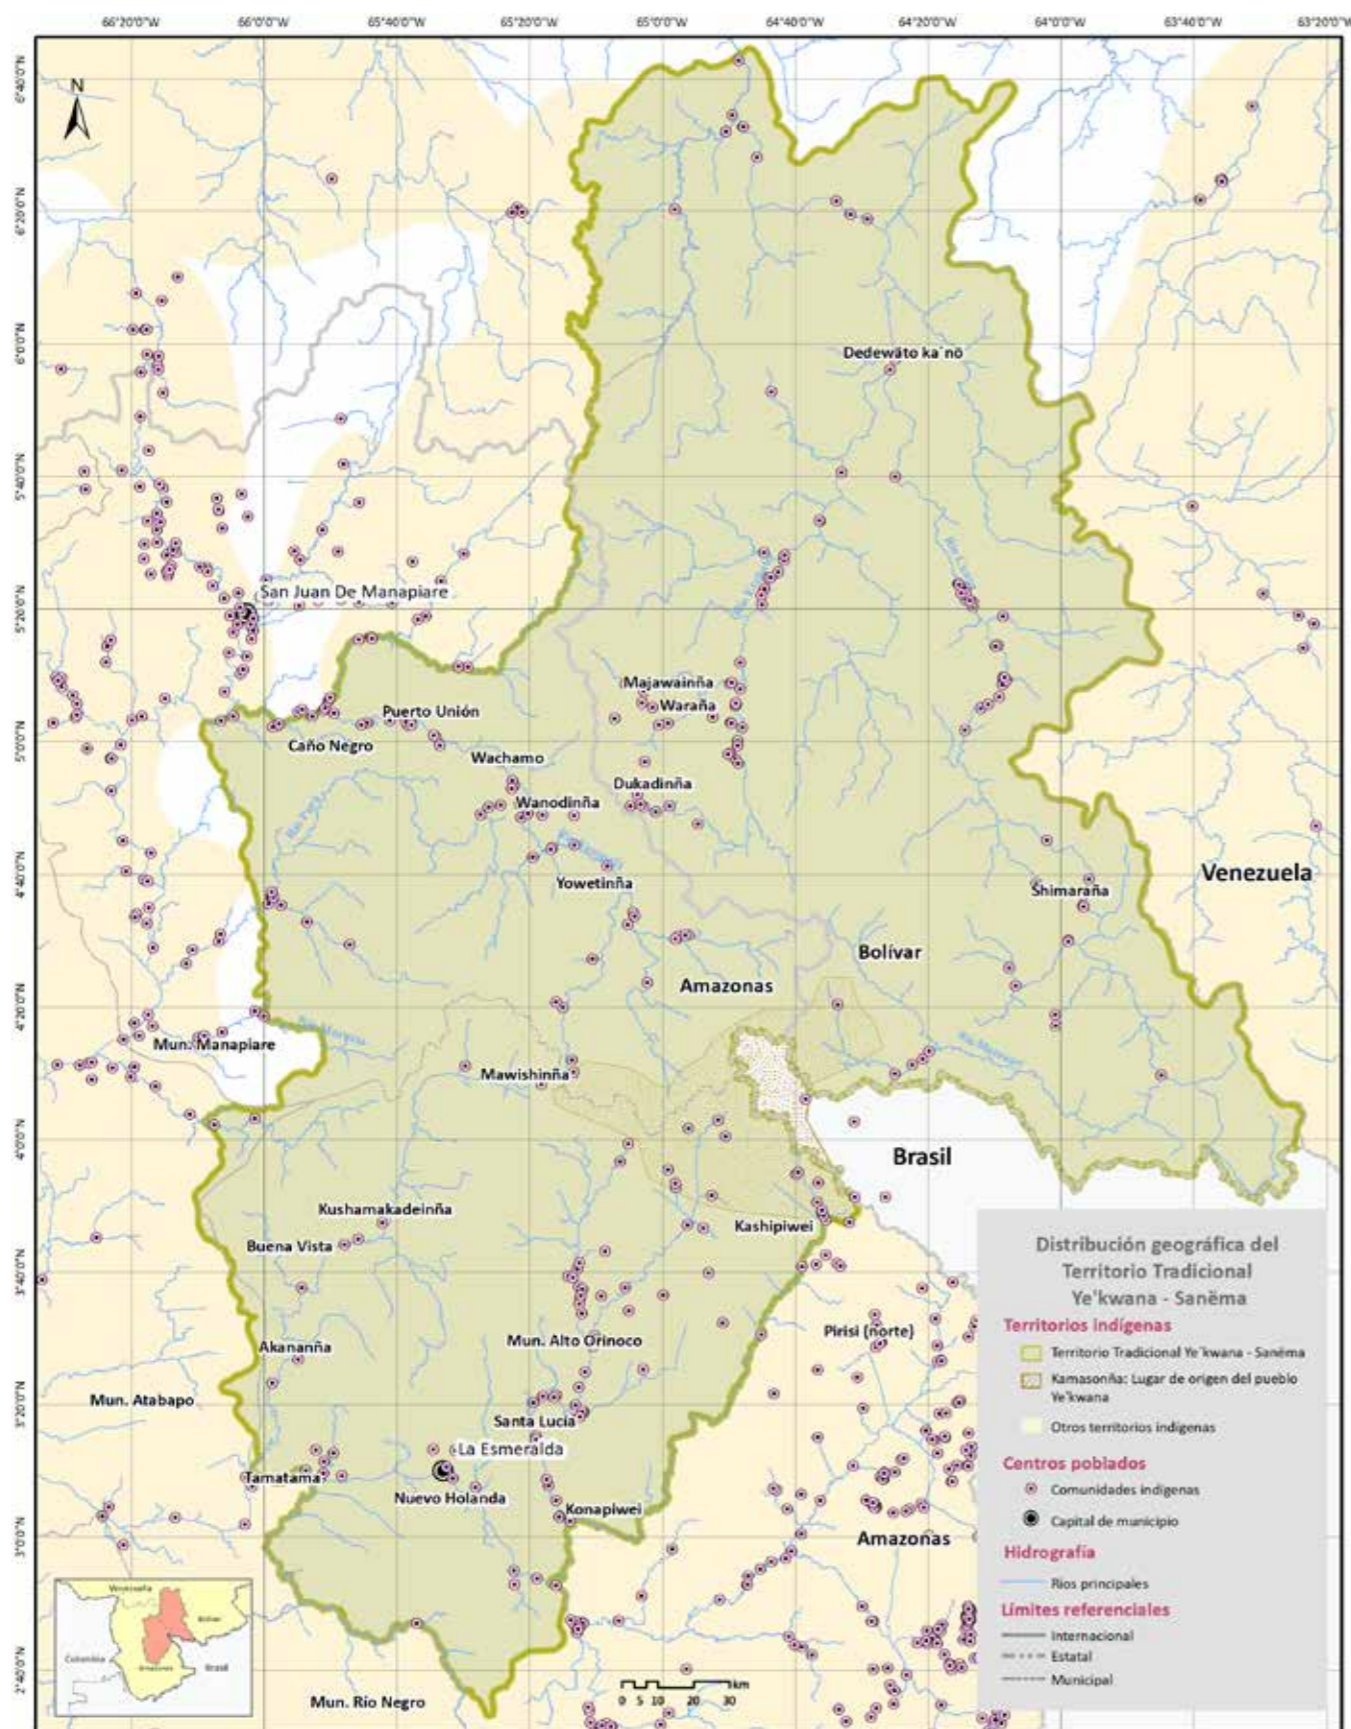 66°20'0"W 66°0'0"W 65°40'0"W 65°20'0"W 65°0'0"W 64°40'0"W 64°20'0"W 64°0'0"W 63°40'0"W 63°20'0"W
6°40'0"N
N
6°20'0"N
6°0'0"N
Dedewäto ka´nö
5°40'0"N
San Juan De Manapiare
5°20'0"N
Majawainña
Waraña
Puerto Unión
Caño Negro
5°0'0"N
Wachamo
Dukadinña
Wanodinña
4°40'0"N
Yowetinña
Venezuela
Shimaraña
Bolívar
Amazonas
4°20'0"N
Mun. Manapiare
Mawishinña
4°0'0"N
Brasil
Kushamakadeinña
Kashipiwei
Buena Vista
3°40'0"N
Pirisi (norte)
Mun. Alto Orinoco
Akananña
Mun. Atabapo
3°20'0"N
Santa Lucía
La Esmeralda
Tamatama
Nuevo Holanda
Konapiwei
3°0'0"N
Amazonas
2°40'0"N
Mun. Río Negro
km
0 5 10 20 30
Venezuela
Bolívar
Colombia
Amazonas
Brasil
Distribución geográfica del
Territorio Tradicional
Ye'kwana - Sanëma
Territorios indígenas
Territorio Tradicional Ye´kwana - Sanëma
Kamasonña: Lugar de origen del pueblo
Ye'kwana
Otros territorios indígenas
Centros poblados
Comunidades indígenas
Capital de municipio
Hidrografía
Ríos principales
Límites referenciales
Internacional
Estatal
Municipal